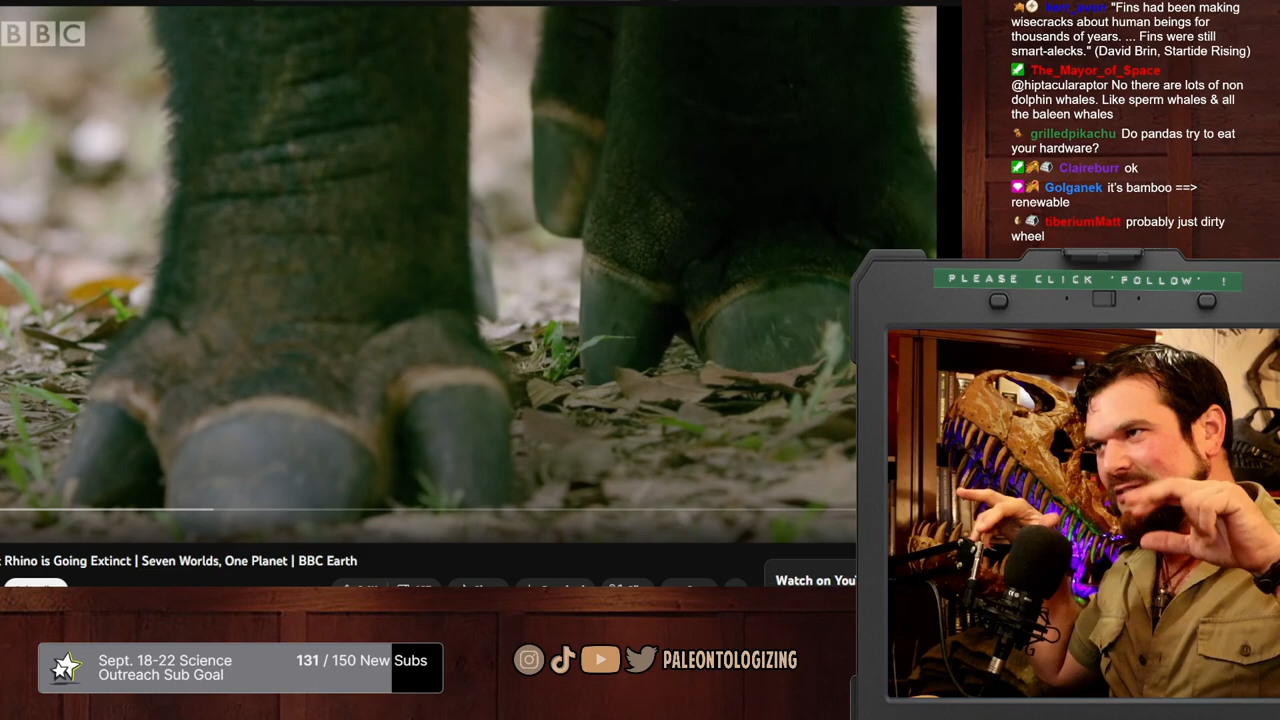 BBC
"Fins had been making
wisecracks about human beings for
thousands of years. ... Fins were still
smart-alecks." (David Brin, Startide Rising)
The_Mayor_of_Space
@hiptacularaptor No there are lots of non
dolphin whales. Like sperm whales & all
the baleen whales
grilledpikachu Do pandas try to eat
your hardware?
Claireburr ok
Golganek it's bamboo ==>
renewable
tiberiumMatt probably just dirty
wheel
PLEASE CLICK 'FOLLOW' !
Rhino is Going Extinct | Seven Worlds, One Planet | BBC Earth
Watch on You
Sept. 18-22 Science
Outreach Sub Goal
131 / 150 New Subs
PALEONTOLOGIZING